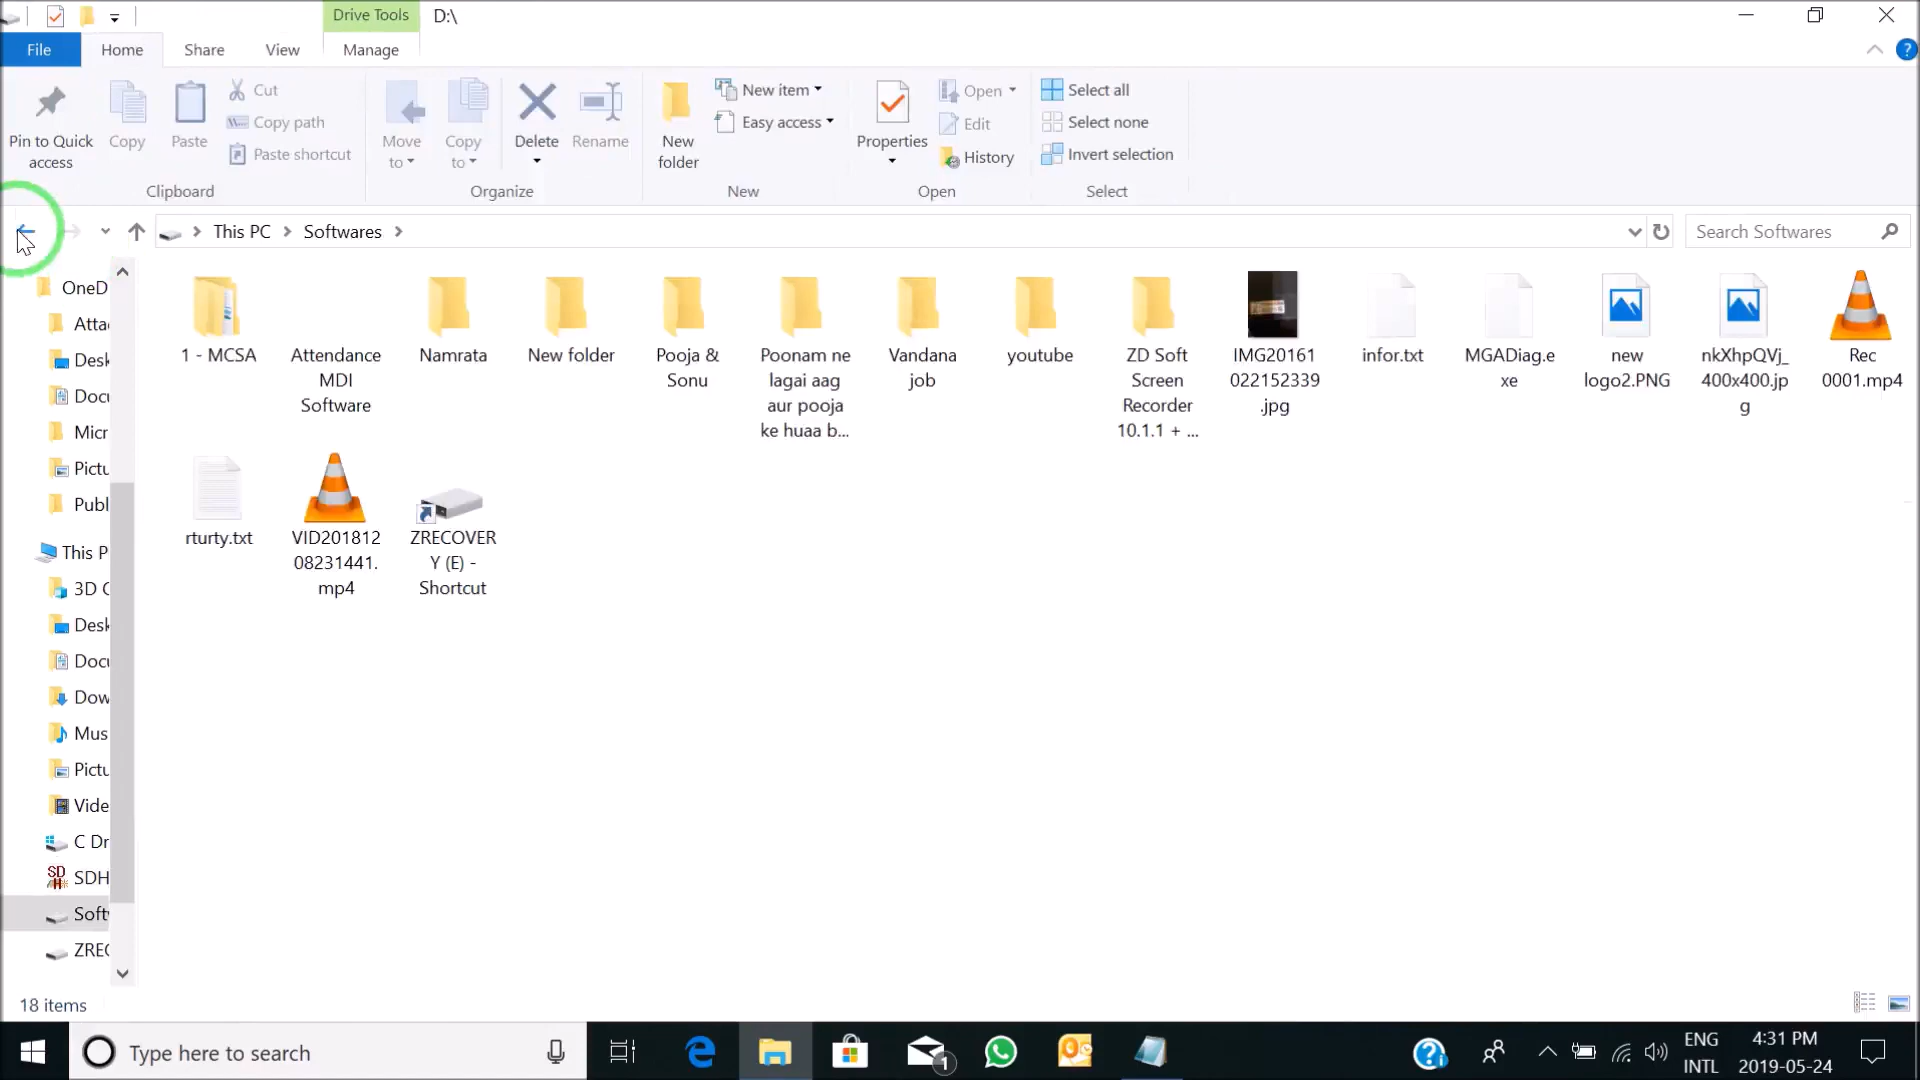 Drive Tools
D:\
File
Home
Share
View
Manage
Pin to Quick
access
Copy
Paste
Cut
Copy path
Paste shortcut
Clipboard
Move
to
Copy
to
Delete
Rename
Organize
New
folder
New item
Easy access
New
Properties
Open
Edit
History
Open
Select all
Select none
Invert selection
Select
This PC
Softwares
Search Softwares
OneD
Atta
Desk
Docu
Micr
Pictu
Publ
This P
3D C
Desk
Docu
Dow
Mus
Pictu
Vide
C Dr
SDH
Soft
ZREC
1 - MCSA
Attendance
MDI
Software
Namrata
New folder
Pooja &
Sonu
Poonam ne
lagai aag
aur pooja
ke huaa b...
Vandana
job
youtube
ZD Soft
Screen
Recorder
10.1.1 + ...
IMG20161
022152339
.jpg
infor.txt
MGADiag.e
xe
new
logo2.PNG
nkXhpQVj_
400x400.jp
g
Rec
0001.mp4
rturty.txt
VID201812
08231441.
mp4
ZRECOVER
Y (E) -
Shortcut
18 items
Type here to search
1
ENG
INTL
4:31 PM
2019-05-24